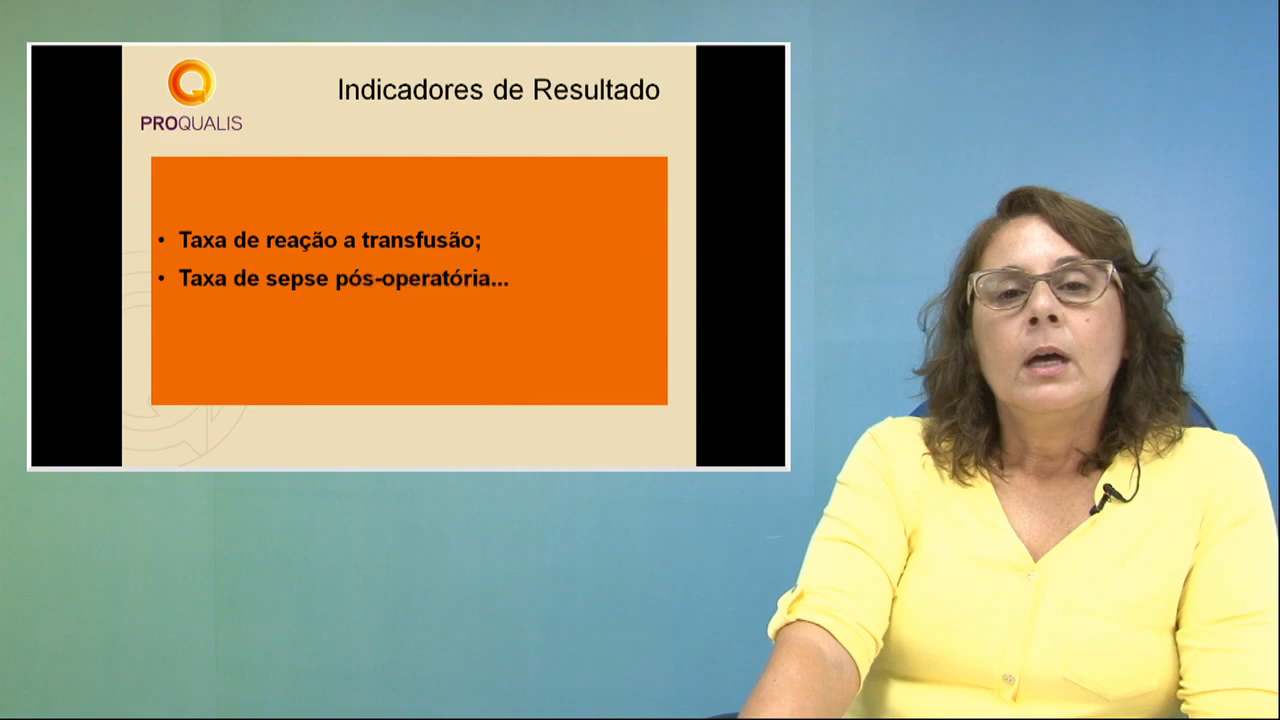 Indicadores de Resultado
PROQUALIS
• Taxa de reação a transfusão;
• Taxa de sepse pós-operatória...